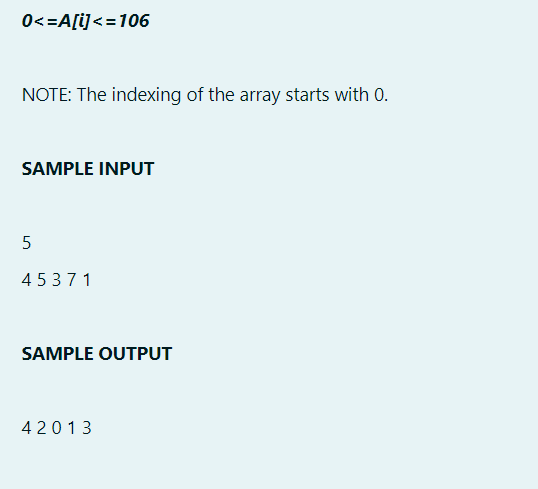 0<=A[i]<=106
NOTE: The indexing of the array starts with 0.
SAMPLE INPUT
5
4 5 3 7 1
SAMPLE OUTPUT
4 2 0 1 3